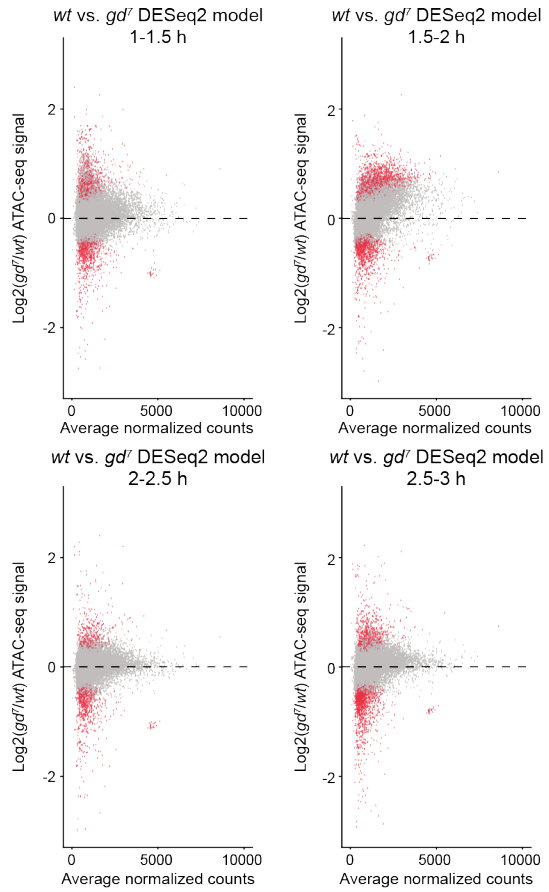 wt vs. gd⁷ DESeq2 model
1-1.5 h
Log2(gd⁷/wt) ATAC-seq signal
2
0
-2
0 5000 10000
Average normalized counts
wt vs. gd⁷ DESeq2 model
1.5-2 h
Log2(gd⁷/wt) ATAC-seq signal
2
0
-2
0 5000 10000
Average normalized counts
wt vs. gd⁷ DESeq2 model
2-2.5 h
Log2(gd⁷/wt) ATAC-seq signal
2
0
-2
0 5000 10000
Average normalized counts
wt vs. gd⁷ DESeq2 model
2.5-3 h
Log2(gd⁷/wt) ATAC-seq signal
2
0
-2
0 5000 10000
Average normalized counts